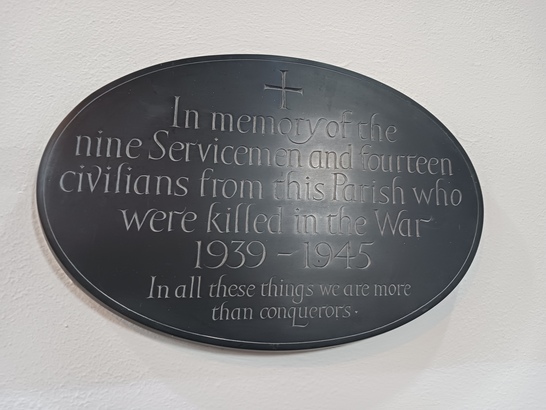 In memory of the
nine Servicemen and fourteen
civilians from this Parish who
were killed in the War
1939 – 1945
In all these things we are more
than conquerors.